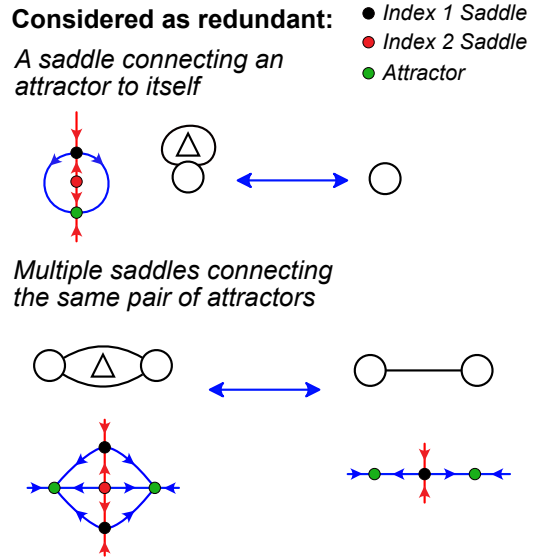 Considered as redundant:
Index 1 Saddle
Index 2 Saddle
Attractor
A saddle connecting an
attractor to itself
Multiple saddles connecting
the same pair of attractors